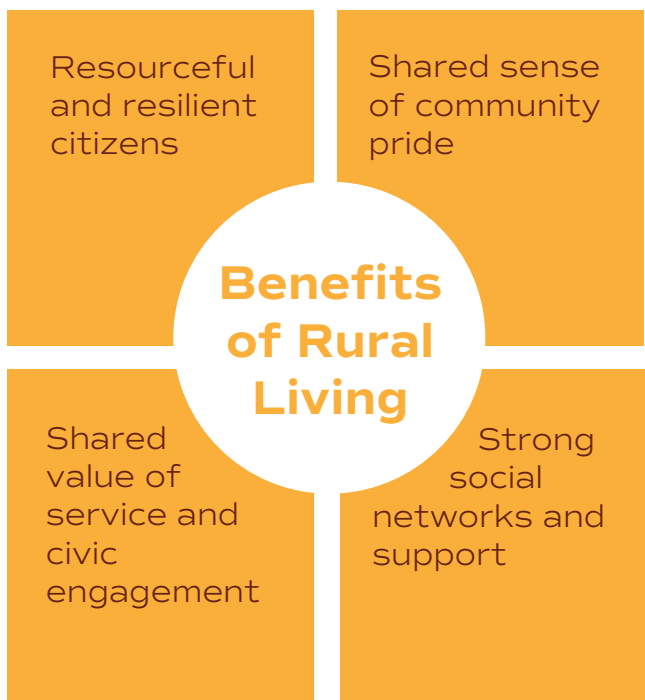 Resourceful
and resilient
citizens
Shared sense
of community
pride
Benefits
of Rural
Living
Shared
value of
service and
civic
engagement
Strong
social
networks and
support